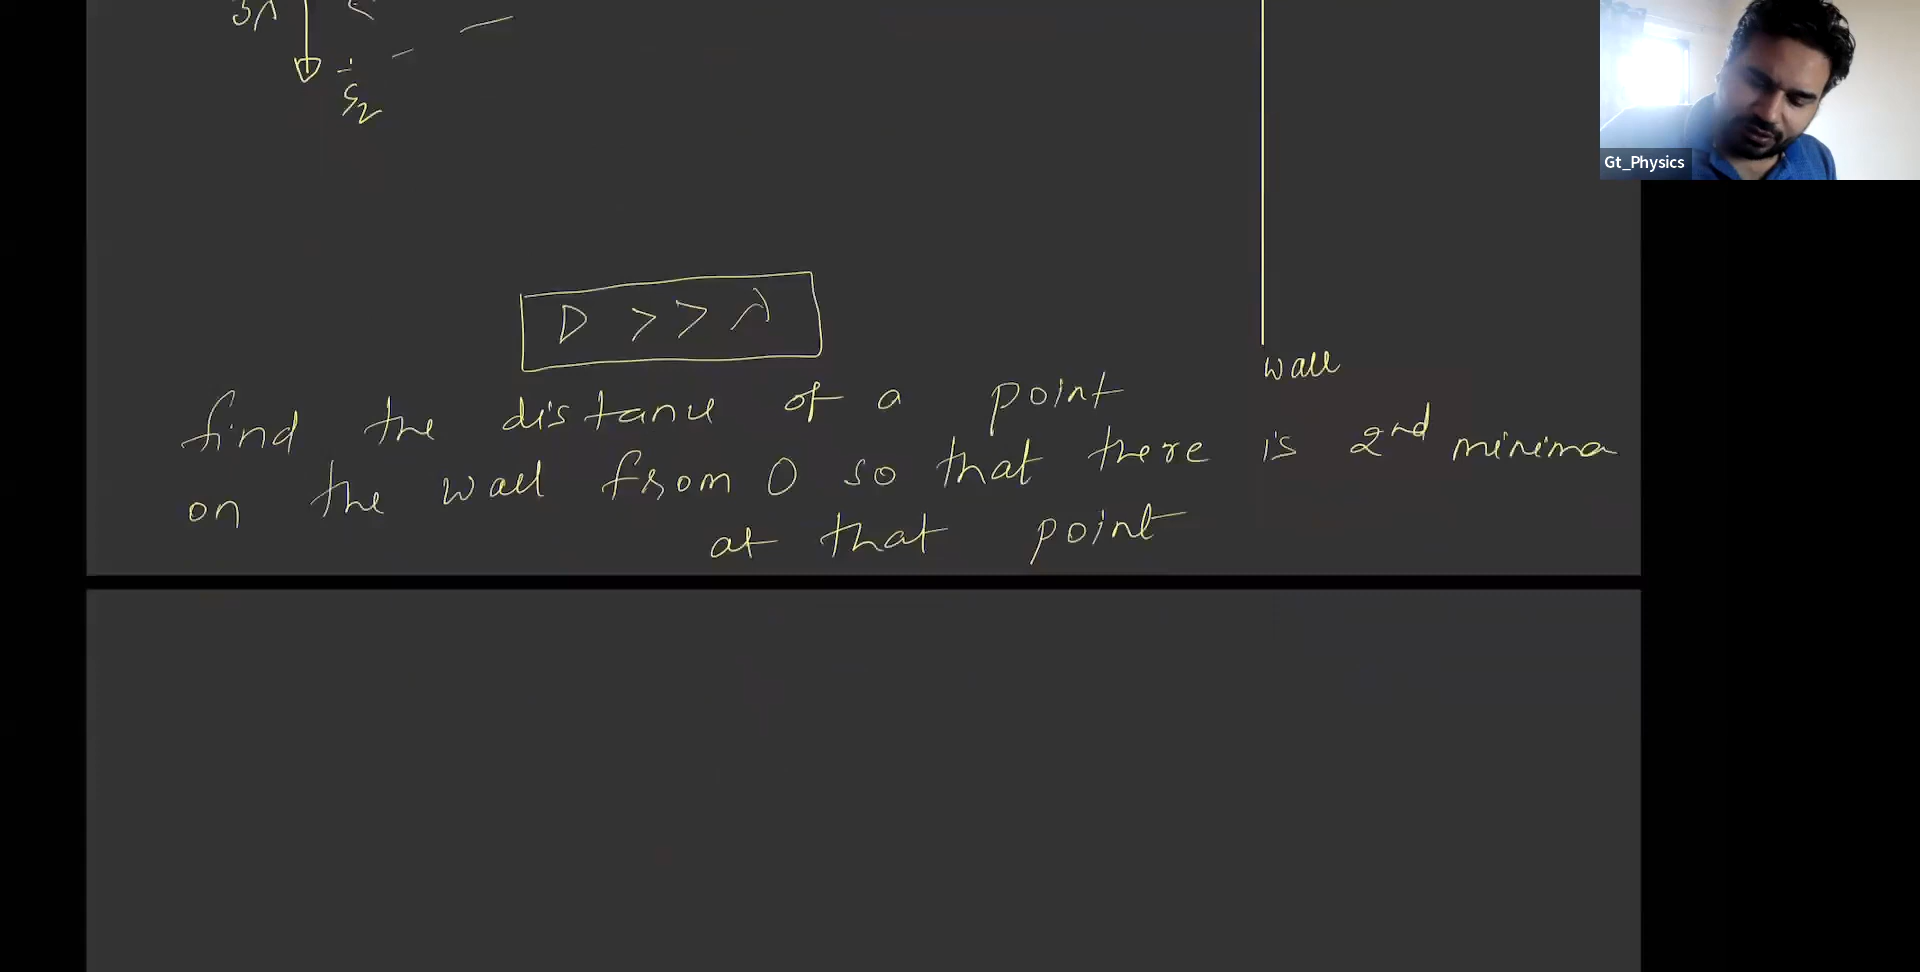 3λ
S2
Gt_Physics
D >> λ
wall
find the distance of a point
on the wall from O so that there is 2nd minima
at that point